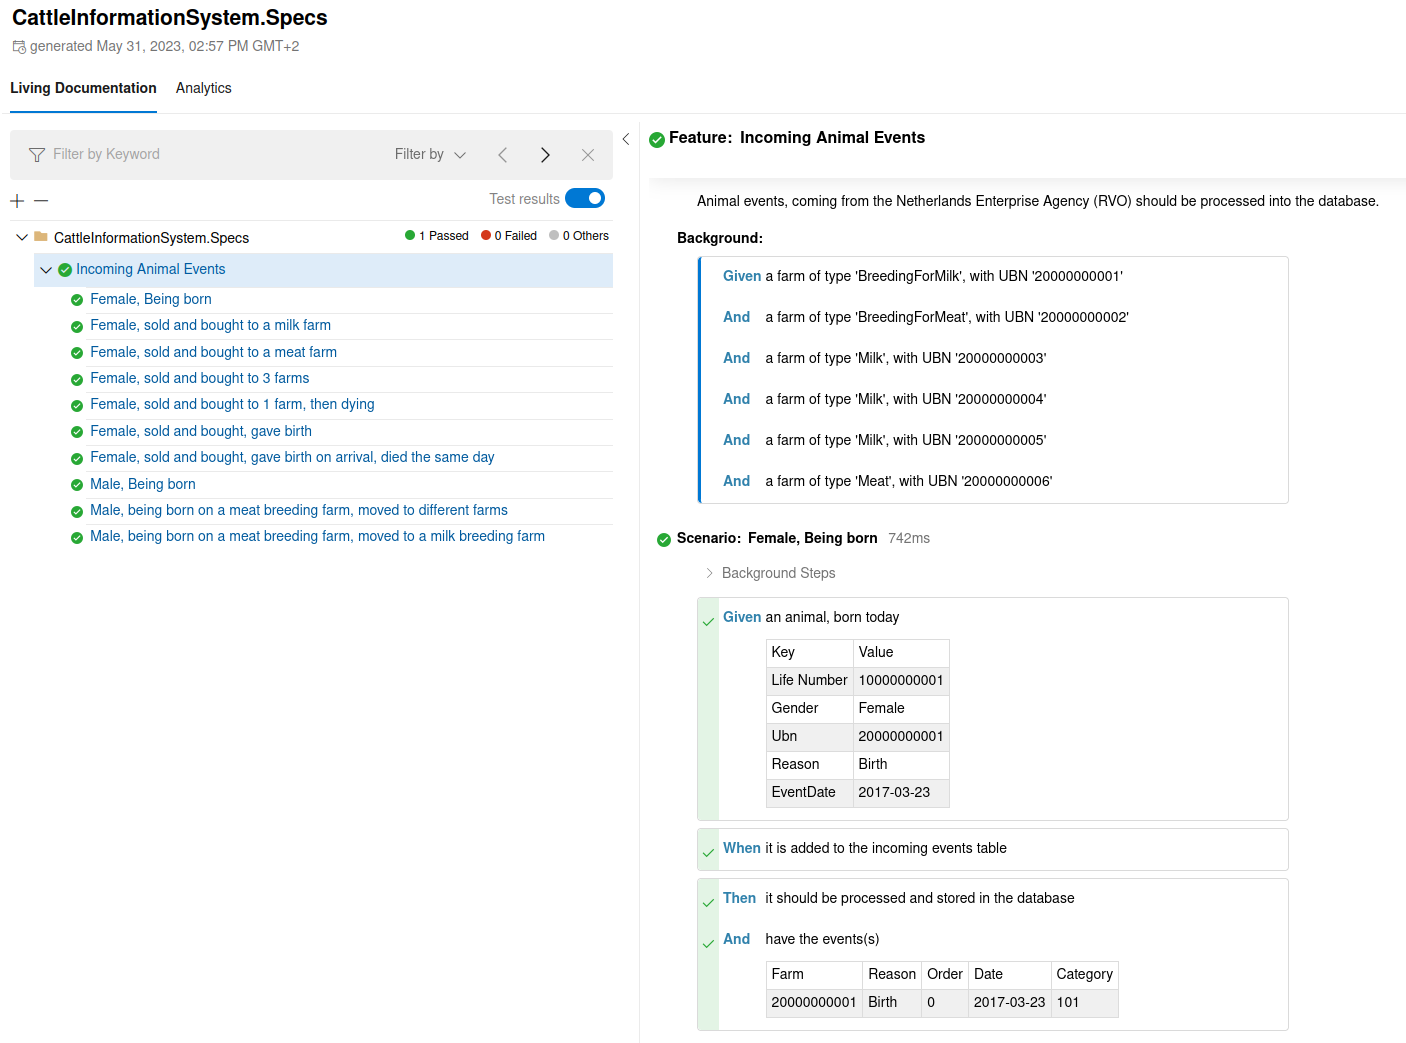 CattleInformationSystem.Specs
generated May 31, 2023, 02:57 PM GMT+2
Living Documentation Analytics
Filter by Keyword Filter by
Test results
CattleInformationSystem.Specs 1 Passed 0 Failed 0 Others
Incoming Animal Events
Female, Being born
Female, sold and bought to a milk farm
Female, sold and bought to a meat farm
Female, sold and bought to 3 farms
Female, sold and bought to 1 farm, then dying
Female, sold and bought, gave birth
Female, sold and bought, gave birth on arrival, died the same day
Male, Being born
Male, being born on a meat breeding farm, moved to different farms
Male, being born on a meat breeding farm, moved to a milk breeding farm
Feature: Incoming Animal Events
Animal events, coming from the Netherlands Enterprise Agency (RVO) should be processed into the database.
Background:
Given a farm of type 'BreedingForMilk', with UBN '20000000001'
And a farm of type 'BreedingForMeat', with UBN '20000000002'
And a farm of type 'Milk', with UBN '20000000003'
And a farm of type 'Milk', with UBN '20000000004'
And a farm of type 'Milk', with UBN '20000000005'
And a farm of type 'Meat', with UBN '20000000006'
Scenario: Female, Being born 742ms
Background Steps
Given an animal, born today
Key Value
Life Number 10000000001
Gender Female
Ubn 20000000001
Reason Birth
EventDate 2017-03-23
When it is added to the incoming events table
Then it should be processed and stored in the database
And have the events(s)
Farm Reason Order Date Category
20000000001 Birth 0 2017-03-23 101